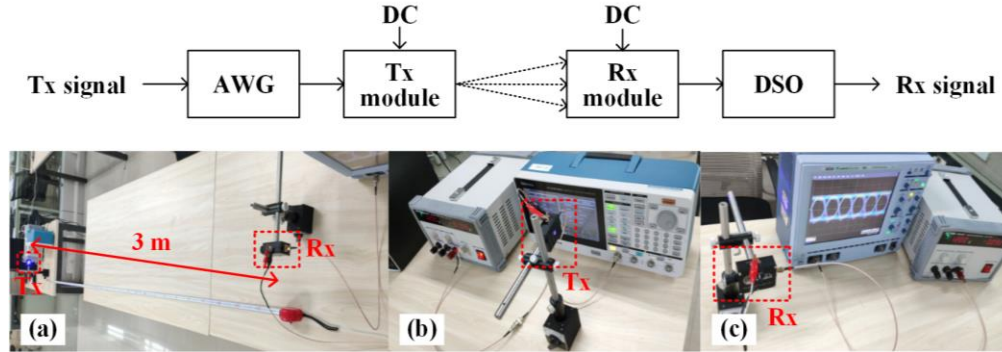 DC
DC
Tx signal
AWG
Tx
module
Rx
module
DSO
Rx signal
3 m
Tx
Rx
(a)
Tx
(b)
Rx
(c)